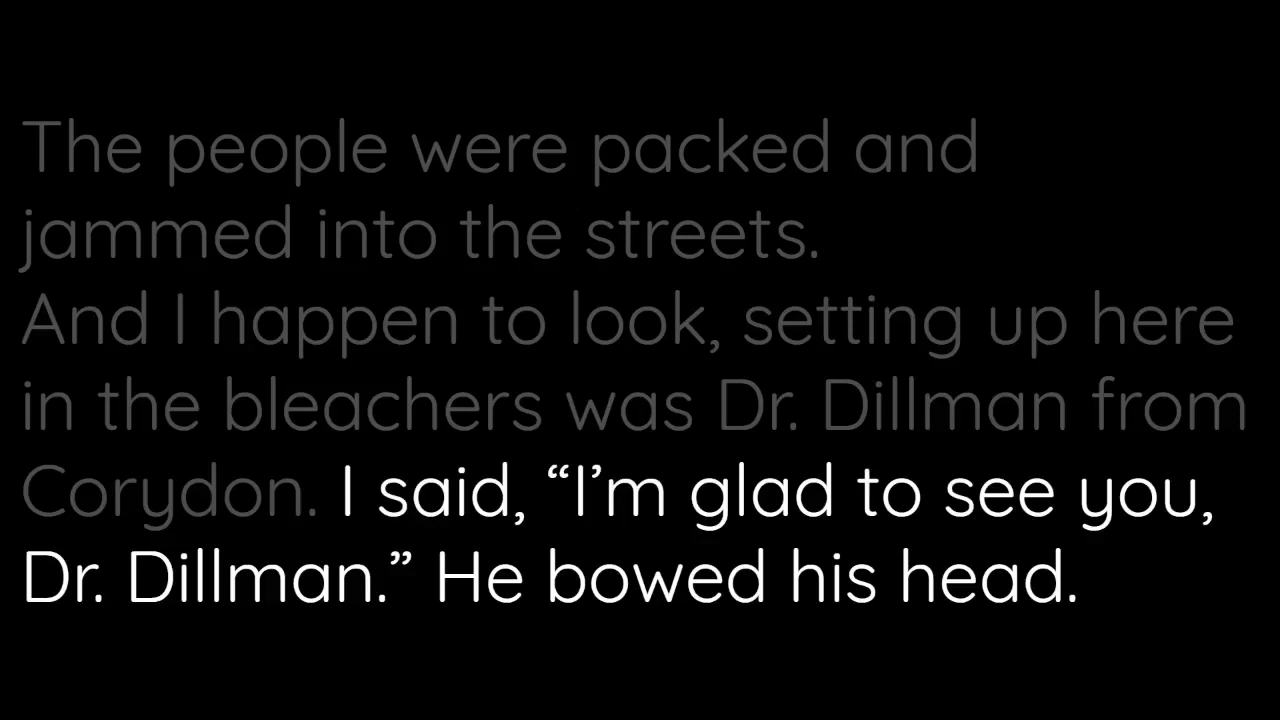 The people were packed and
jammed into the streets.
And I happen to look, setting up here
in the bleachers was Dr. Dillman from
Corydon. I said, “I’m glad to see you,
Dr. Dillman.” He bowed his head.